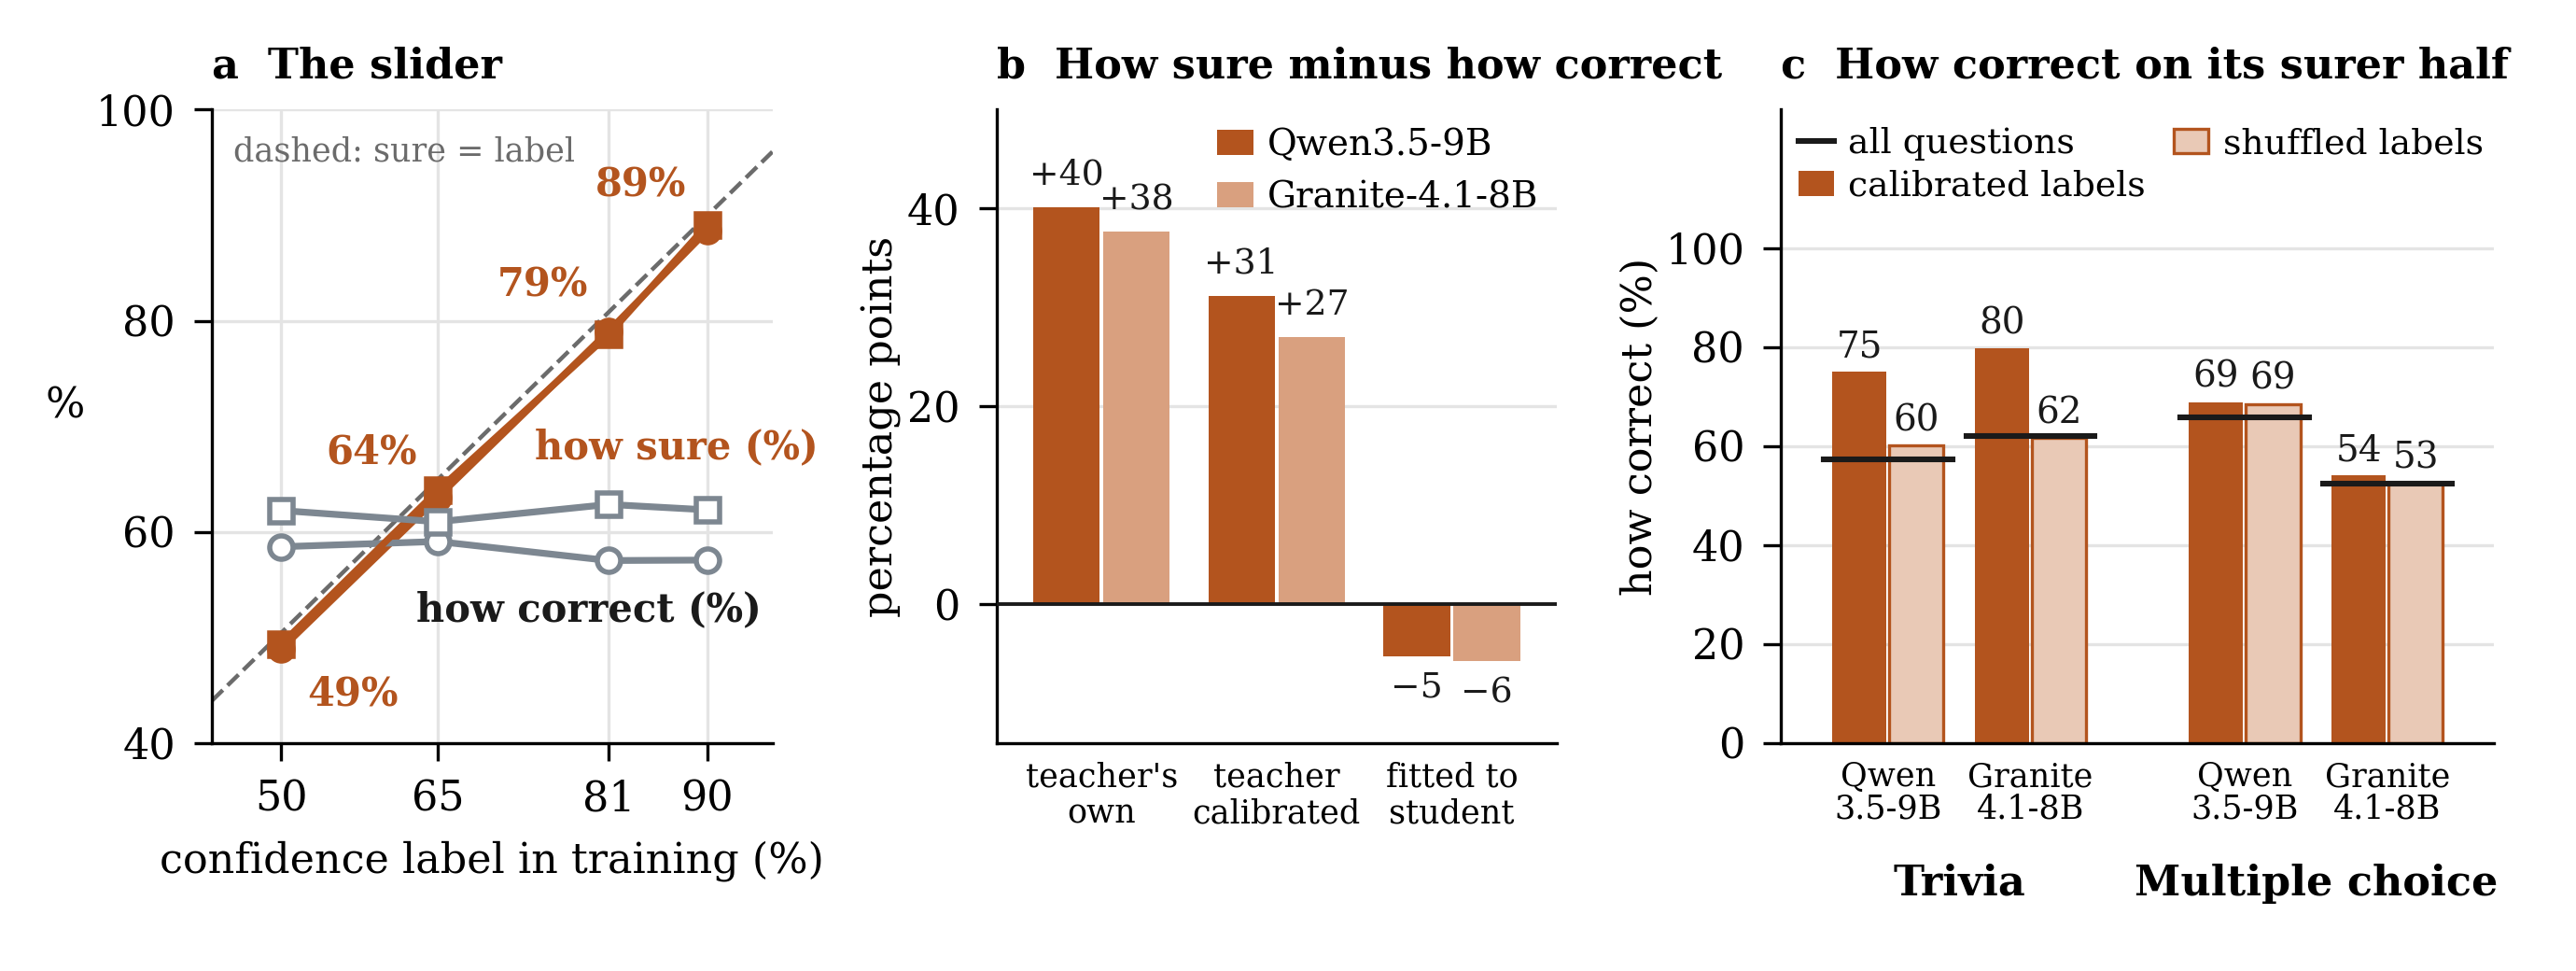 a The slider
100
80
60
40
%
dashed: sure = label
89%
79%
64%
49%
how sure (%)
how correct (%)
50 65 81 90
confidence label in training (%)
b How sure minus how correct
percentage points
40
20
0
Qwen3.5-9B
Granite-4.1-8B
+40
+38
+31
+27
−5
−6
teacher's
own
teacher
calibrated
fitted to
student
c How correct on its surer half
how correct (%)
all questions
calibrated labels
shuffled labels
100
80
60
40
20
0
75
60
80
62
69
69
54
53
Qwen
3.5-9B
Granite
4.1-8B
Qwen
3.5-9B
Granite
4.1-8B
Trivia
Multiple choice